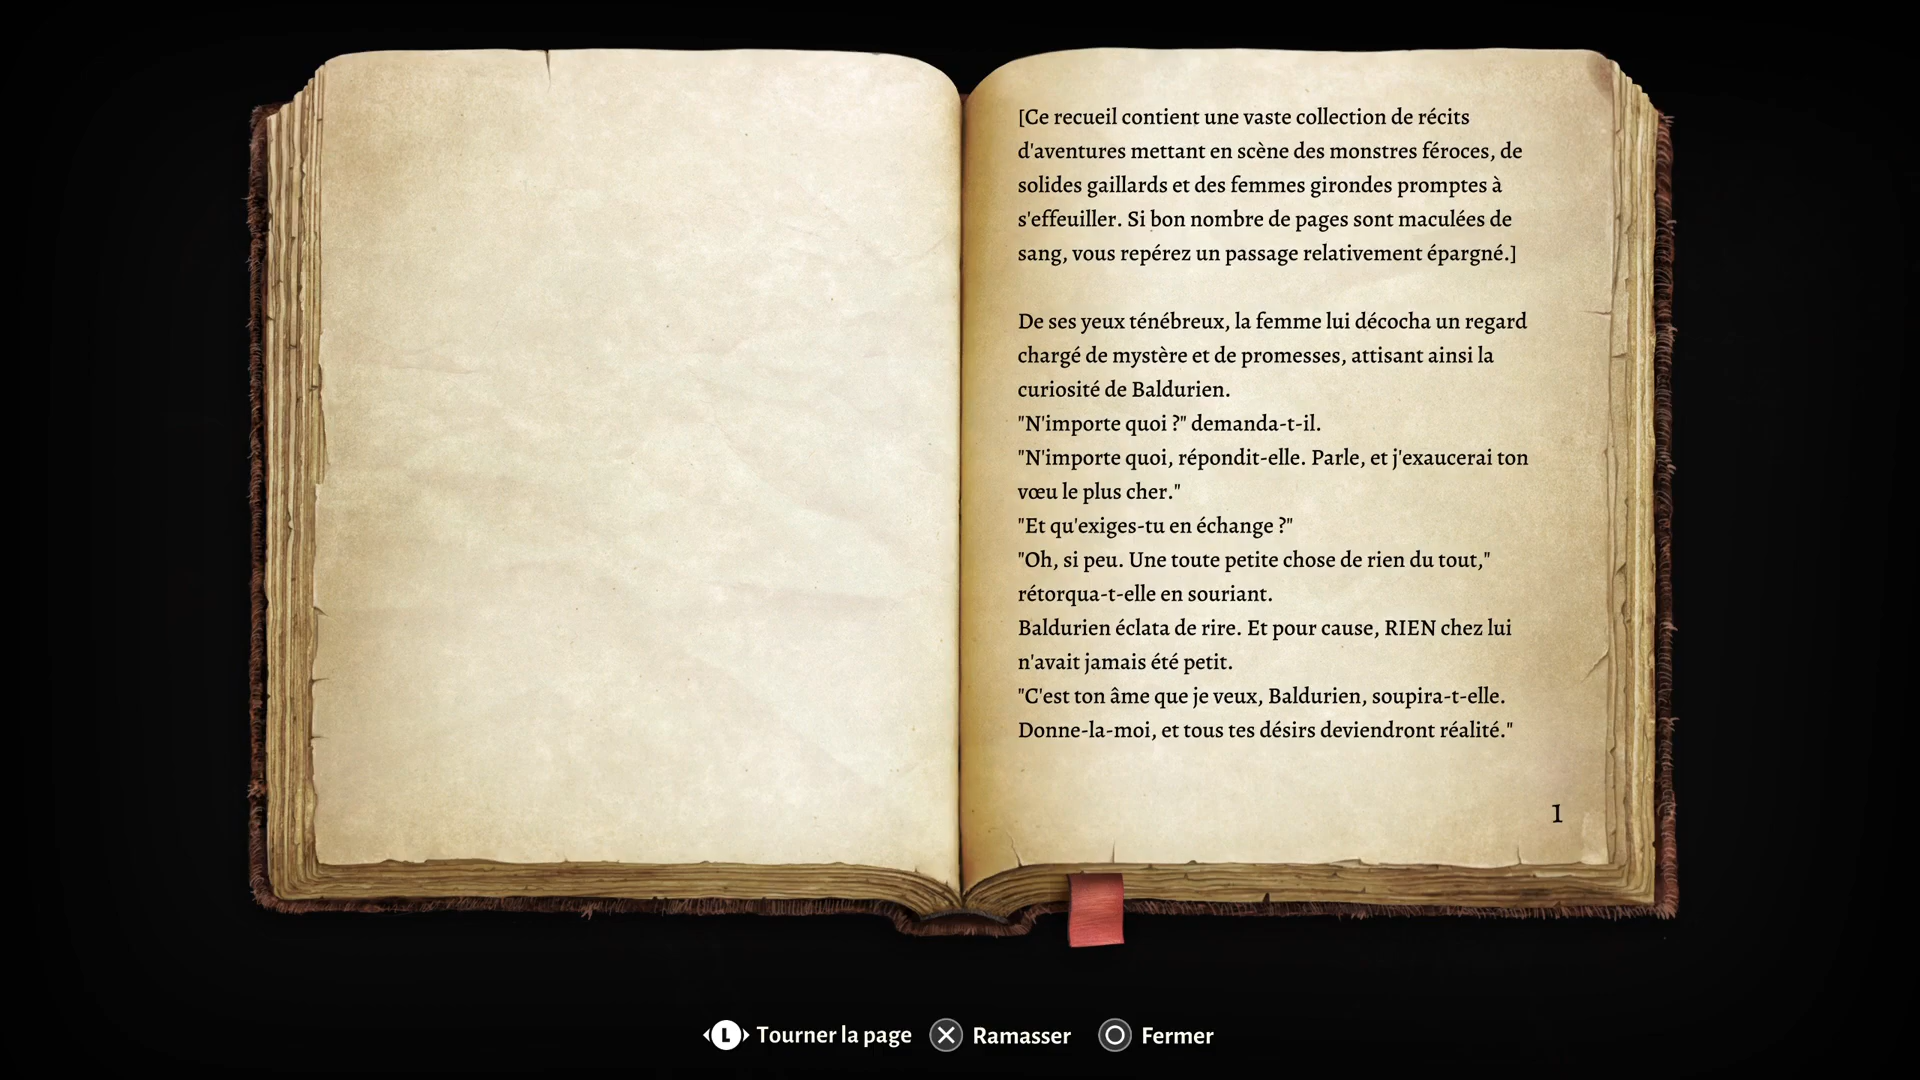 [Ce recueil contient une vaste collection de récits
d'aventures mettant en scène des monstres féroces, de
solides gaillards et des femmes girondes promptes à
s'effeuiller. Si bon nombre de pages sont maculées de
sang, vous repérez un passage relativement épargné.]
De ses yeux ténébreux, la femme lui décocha un regard
chargé de mystère et de promesses, attisant ainsi la
curiosité de Baldurien.
"N'importe quoi ?" demanda-t-il.
"N'importe quoi, répondit-elle. Parle, et j'exaucerai ton
vœu le plus cher."
"Et qu'exiges-tu en échange ?"
"Oh, si peu. Une toute petite chose de rien du tout,"
rétorqua-t-elle en souriant.
Baldurien éclata de rire. Et pour cause, RIEN chez lui
n'avait jamais été petit.
"C'est ton âme que je veux, Baldurien, soupira-t-elle.
Donne-la-moi, et tous tes désirs deviendront réalité."
1
L Tourner la page Ramasser Fermer